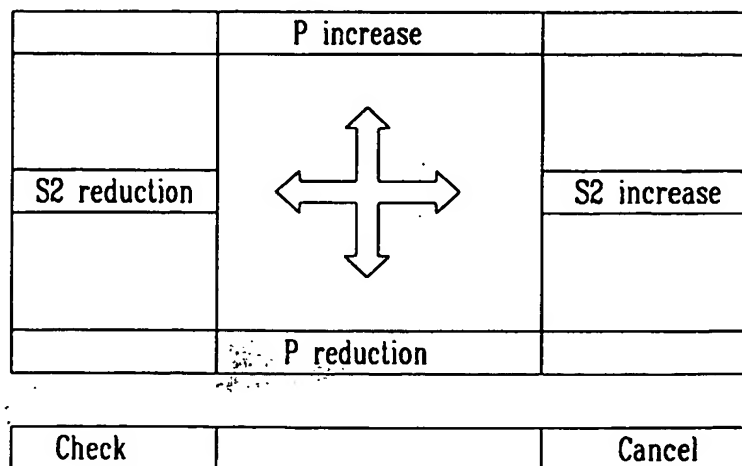 P increase
S2 reduction
S2 increase
P reduction
Check
Cancel